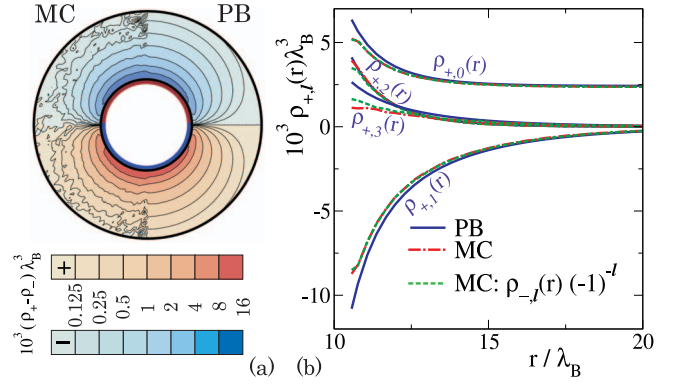 MC PB
+
−
0.125
0.25
0.5
1
2
4
8
16
10³ (ρ₊-ρ₋) λ_B³
(a)
(b)
10³ ρ₊,ₗ(r)λ_B³
5
0
-5
-10
10 15 20
r / λ_B
ρ₊,₀(r)
ρ₊,₂(r)
ρ₊,₃(r)
ρ₊,₁(r)
PB
MC
MC: ρ₋,ₗ(r) (-1)⁻ˡ